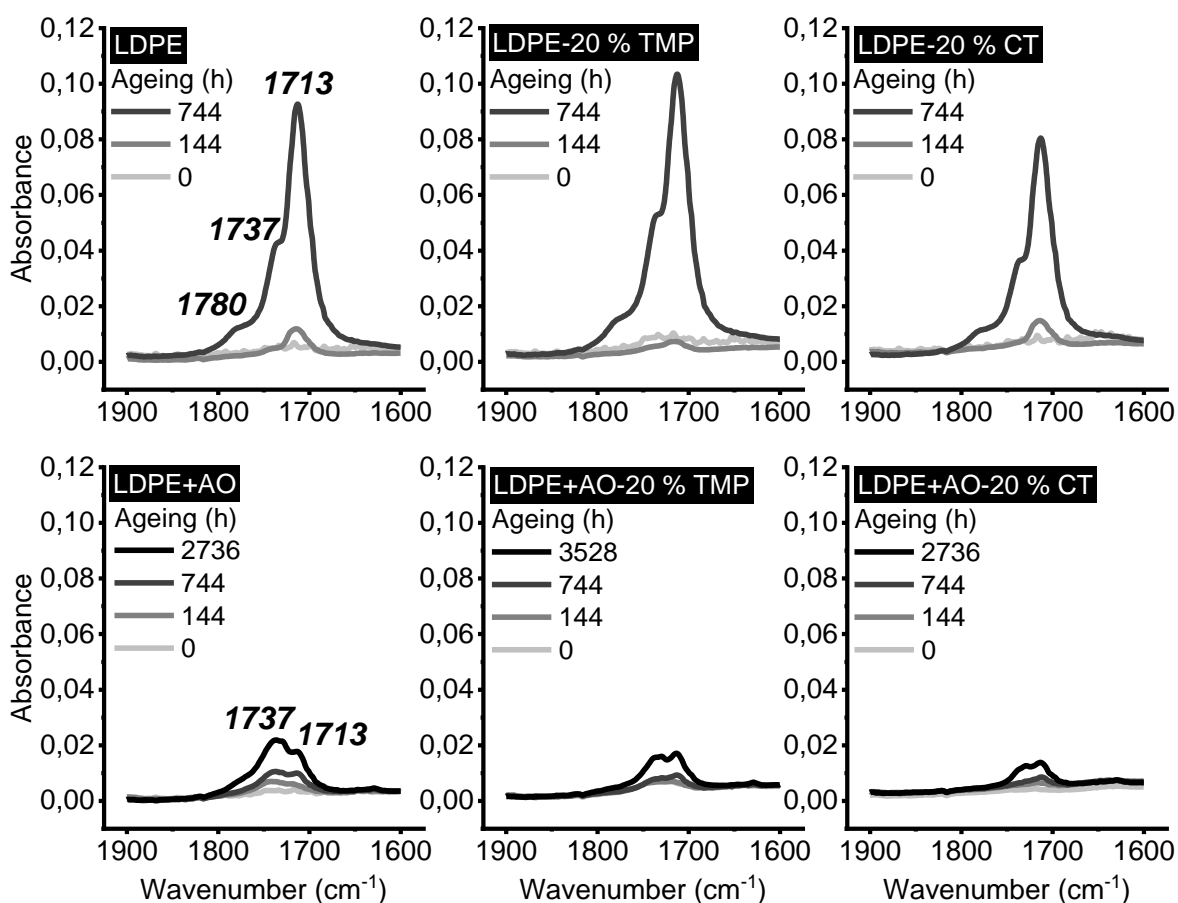 LDPE
Ageing (h)
744
144
0
1713
1737
1780
0,12
0,10
0,08
0,06
0,04
0,02
0,00
Absorbance
1900 1800 1700 1600
LDPE-20 % TMP
Ageing (h)
744
144
0
0,12
0,10
0,08
0,06
0,04
0,02
0,00
1900 1800 1700 1600
LDPE-20 % CT
Ageing (h)
744
144
0
0,12
0,10
0,08
0,06
0,04
0,02
0,00
1900 1800 1700 1600
LDPE+AO
Ageing (h)
2736
744
144
0
1737
1713
0,12
0,10
0,08
0,06
0,04
0,02
0,00
Absorbance
1900 1800 1700 1600
Wavenumber (cm⁻¹)
LDPE+AO-20 % TMP
Ageing (h)
3528
744
144
0
0,12
0,10
0,08
0,06
0,04
0,02
0,00
1900 1800 1700 1600
Wavenumber (cm⁻¹)
LDPE+AO-20 % CT
Ageing (h)
2736
744
144
0
0,12
0,10
0,08
0,06
0,04
0,02
0,00
1900 1800 1700 1600
Wavenumber (cm⁻¹)